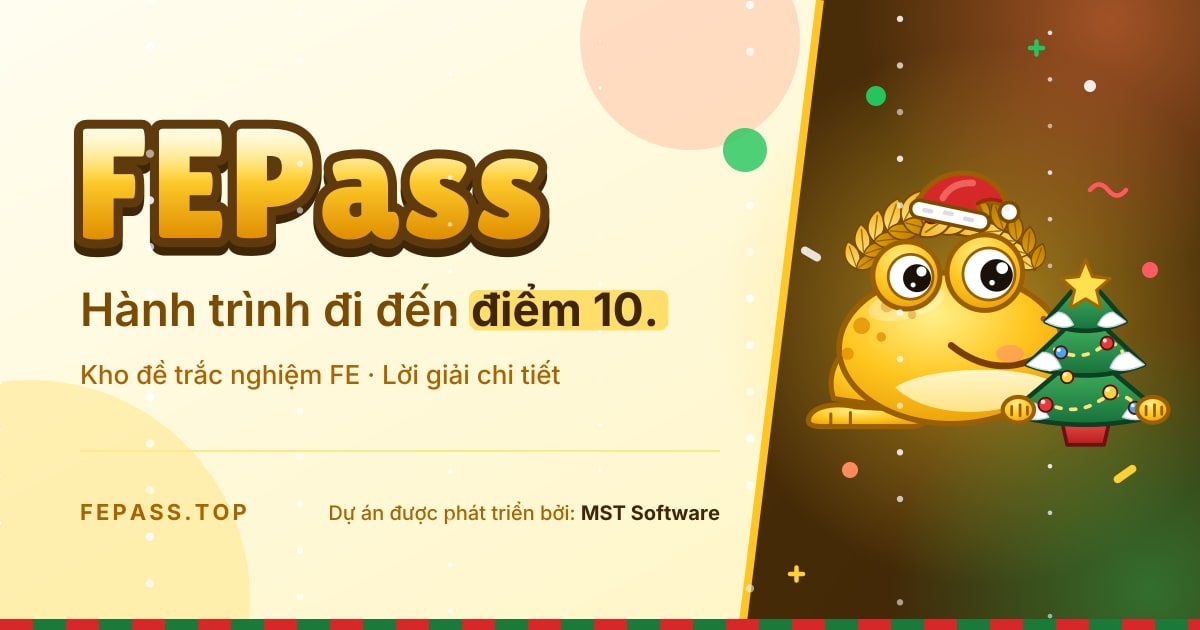 FEPass
Hành trình đi đến điểm 10.
Kho đề trắc nghiệm FE · Lời giải chi tiết
FEPASS.TOP
Dự án được phát triển bởi: MST Software